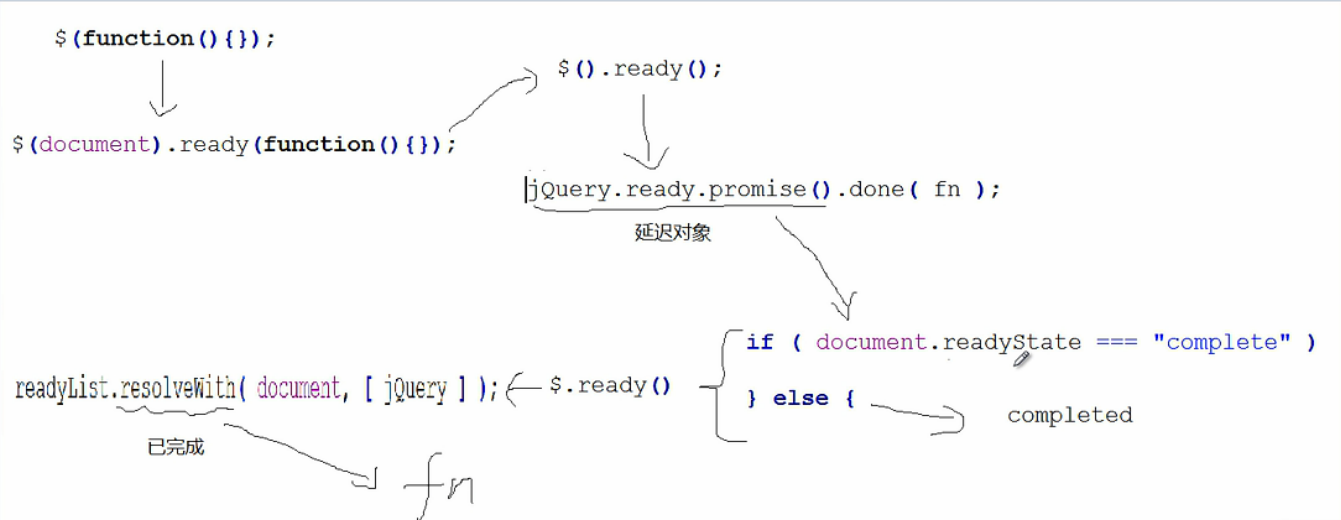 $(function(){});
$().ready();
$(document).ready(function(){});
jQuery.ready.promise().done( fn );
延迟对象
if ( document.readyState === "complete" )
readyList.resolveWith( document, [ jQuery ] );
$.ready()
} else {
completed
已完成
fn